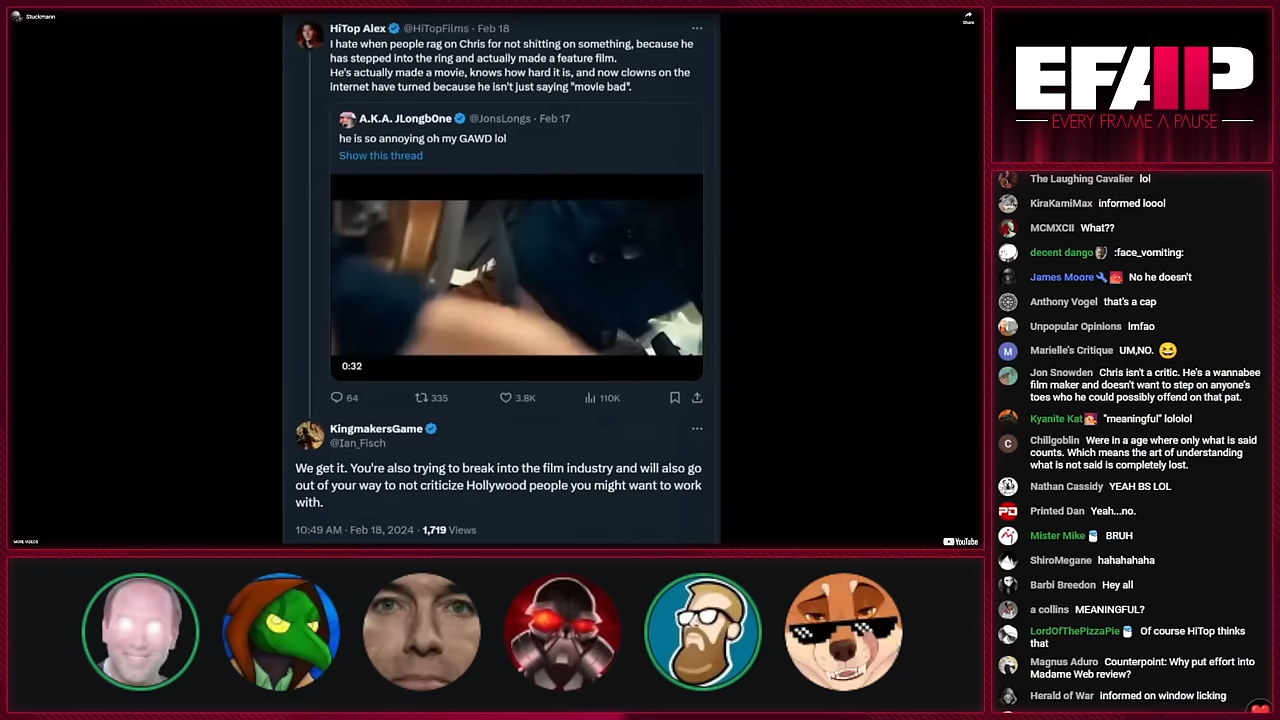 Stuckmann
Share
HiTop Alex @HiTopFilms · Feb 18
I hate when people rag on Chris for not shitting on something, because he
has stepped into the ring and actually made a feature film.
He's actually made a movie, knows how hard it is, and now clowns on the
internet have turned because he isn't just saying "movie bad".
A.K.A. JLongbOne @JonsLongs · Feb 17
he is so annoying oh my GAWD lol
Show this thread
0:32
64 335 3.8K 110K
KingmakersGame
@Ian_Fisch
We get it. You're also trying to break into the film industry and will also go
out of your way to not criticize Hollywood people you might want to work
with.
10:49 AM · Feb 18, 2024 · 1,719 Views
MORE VIDEOS
YouTube
EFAP
EVERY FRAME A PAUSE
The Laughing Cavalier lol
KiraKamiMax informed loool
MCMXCII What??
decent dango :face_vomiting:
James Moore No he doesn't
Anthony Vogel that's a cap
Unpopular Opinions lmfao
M
Marielle's Critique UM,NO.
Jon Snowden Chris isn't a critic. He's a wannabee
film maker and doesn't want to step on anyone's
toes who he could possibly offend on that pat.
Kyanite Kat "meaningful" lololol
C
Chillgoblin Were in a age where only what is said
counts. Which means the art of understanding
what is not said is completely lost.
Nathan Cassidy YEAH BS LOL
PD
Printed Dan Yeah...no.
Mister Mike BRUH
ShiroMegane hahahahaha
Barbi Breedon Hey all
a collins MEANINGFUL?
LordOfThePizzaPie Of course HiTop thinks
that
Magnus Aduro Counterpoint: Why put effort into
Madame Web review?
Herald of War informed on window licking